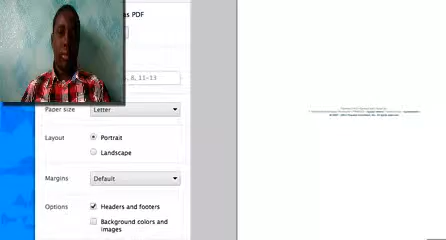 as PDF
, 8, 11-13
Paper size
Letter
Layout
Portrait
Landscape
Margins
Default
Options
Headers and footers
Background colors and
images